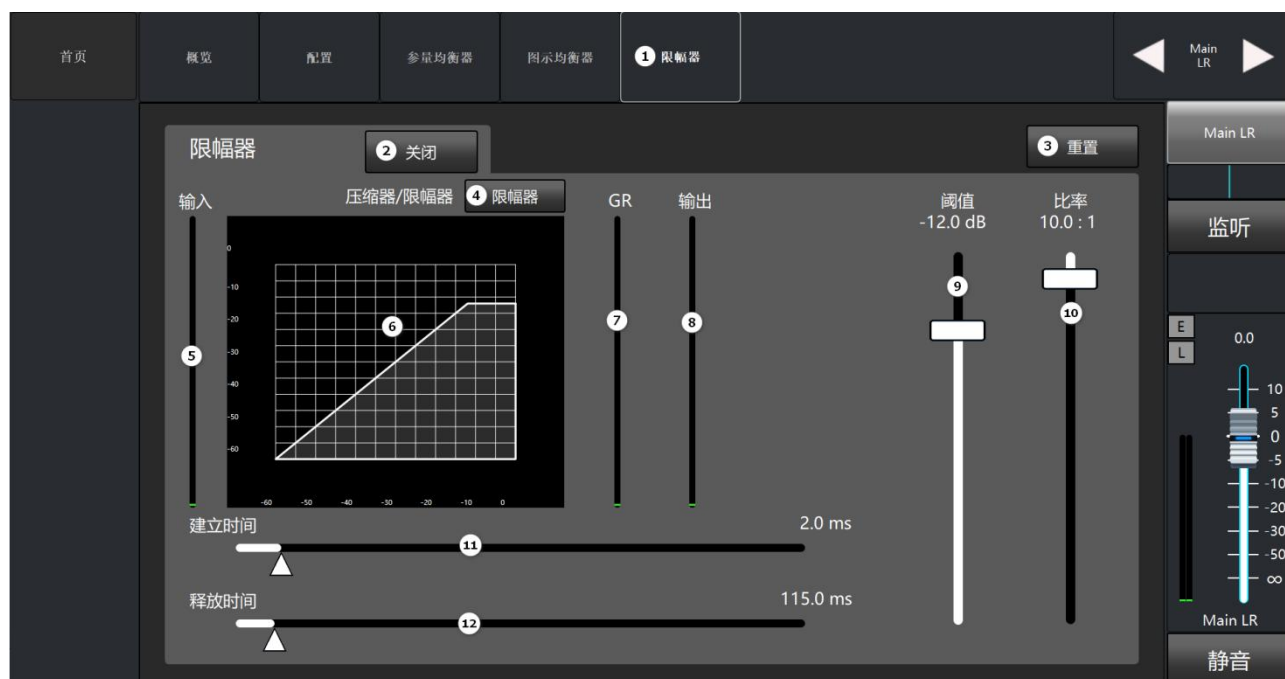 首页
概览
配置
参量均衡器
图示均衡器
1 限幅器
Main
LR
限幅器
2 关闭
3 重置
Main LR
输入
压缩器/限幅器
4 限幅器
GR
输出
阈值
-12.0 dB
比率
10.0 : 1
监听
0
-10
-20
-30
-40
-50
-60
-60 -50 -40 -30 -20 -10 0
5
6
7
8
9
10
E
L
0.0
10
5
0
-5
-10
-20
-30
-50
∞
建立时间
2.0 ms
11
释放时间
115.0 ms
12
Main LR
静音